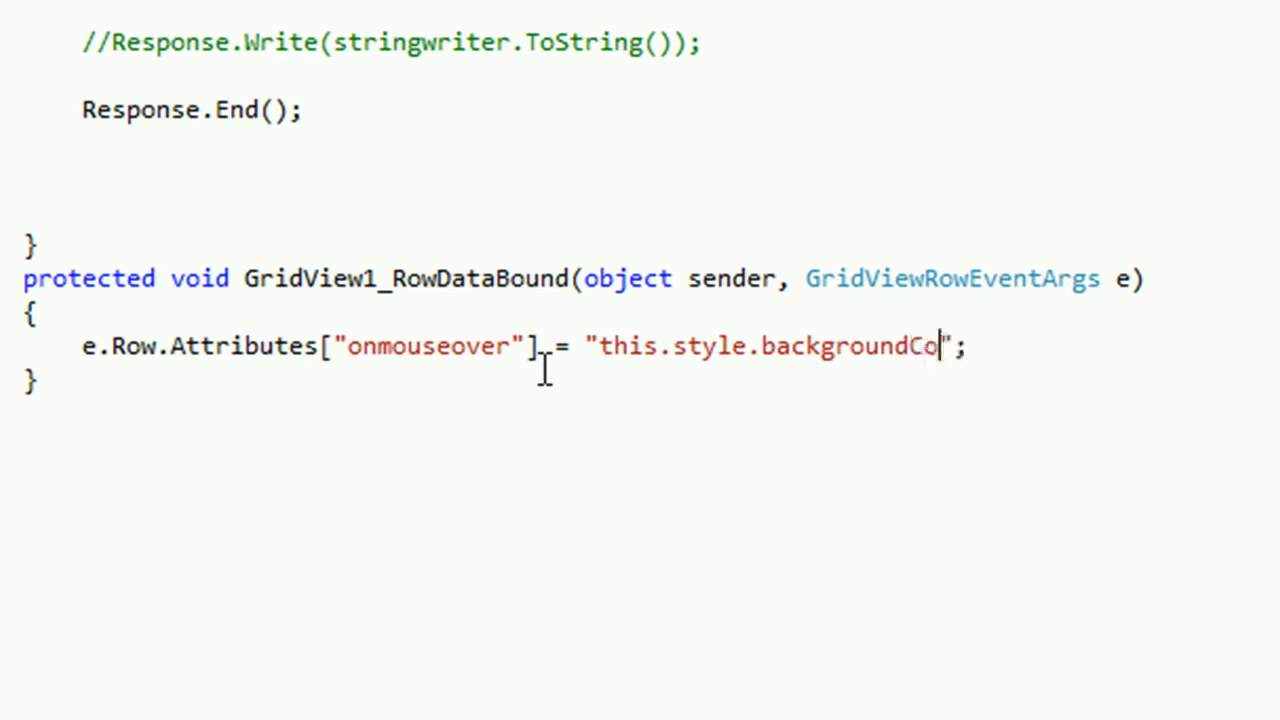 //Response.Write(stringwriter.ToString());
Response.End();
}
protected void GridView1_RowDataBound(object sender, GridViewRowEventArgs e)
{
e.Row.Attributes["onmouseover"] = "this.style.backgroundCo";
}